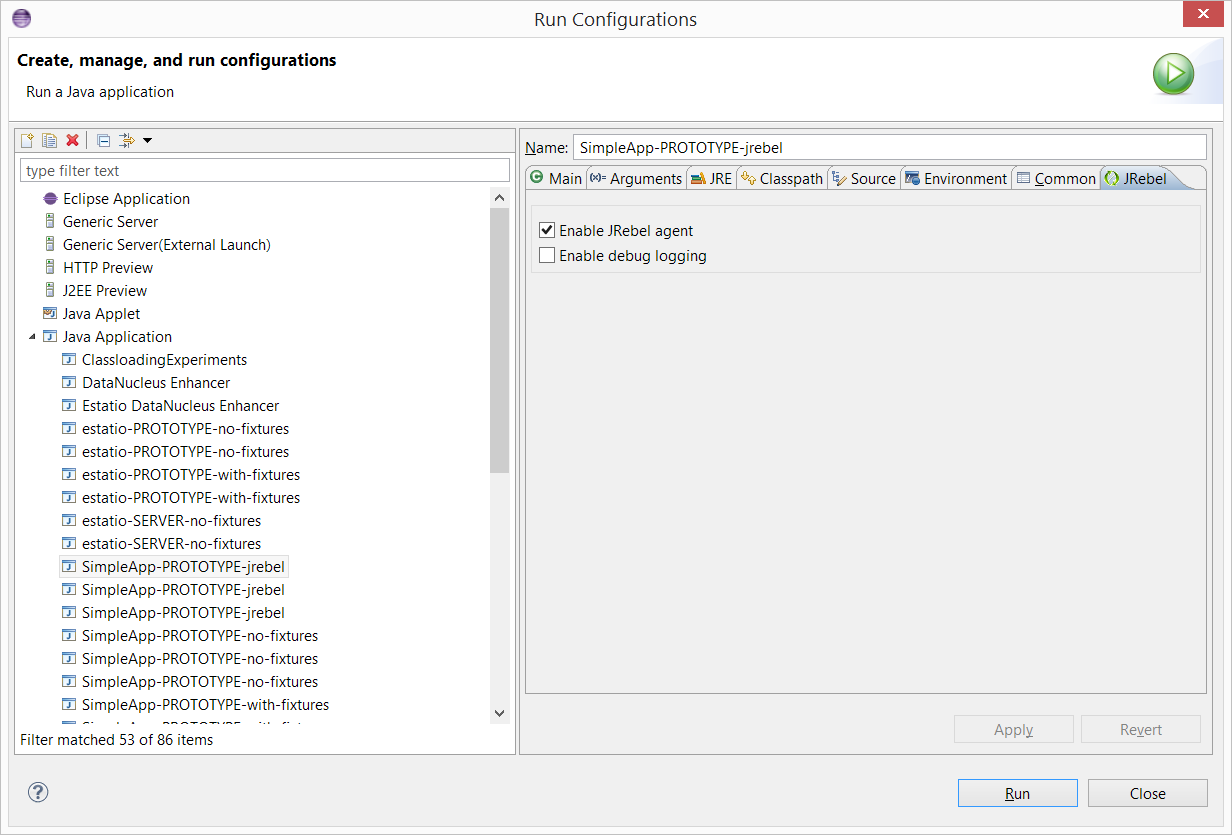 Run Configurations
Create, manage, and run configurations
Run a Java application
type filter text
Eclipse Application
Generic Server
Generic Server(External Launch)
HTTP Preview
J2EE Preview
Java Applet
Java Application
ClassloadingExperiments
DataNucleus Enhancer
Estatio DataNucleus Enhancer
estatio-PROTOTYPE-no-fixtures
estatio-PROTOTYPE-no-fixtures
estatio-PROTOTYPE-with-fixtures
estatio-PROTOTYPE-with-fixtures
estatio-SERVER-no-fixtures
estatio-SERVER-no-fixtures
SimpleApp-PROTOTYPE-jrebel
SimpleApp-PROTOTYPE-jrebel
SimpleApp-PROTOTYPE-jrebel
SimpleApp-PROTOTYPE-no-fixtures
SimpleApp-PROTOTYPE-no-fixtures
SimpleApp-PROTOTYPE-no-fixtures
SimpleApp-PROTOTYPE-with-fixtures
Filter matched 53 of 86 items
Name: SimpleApp-PROTOTYPE-jrebel
Main (x)= Arguments JRE Classpath Source Environment Common JRebel
Enable JRebel agent
Enable debug logging
Apply Revert
Run Close